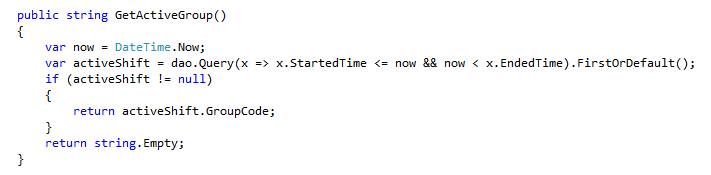 public string GetActiveGroup()
{
    var now = DateTime.Now;
    var activeShift = dao.Query(x => x.StartedTime <= now && now < x.EndedTime).FirstOrDefault();
    if (activeShift != null)
    {
        return activeShift.GroupCode;
    }
    return string.Empty;
}